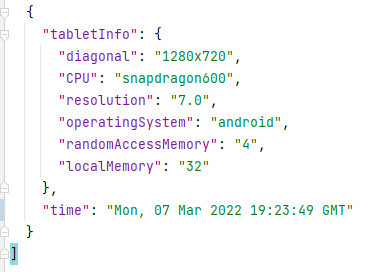 {
"tabletInfo": {
"diagonal": "1280x720",
"CPU": "snapdragon600",
"resolution": "7.0",
"operatingSystem": "android",
"randomAccessMemory": "4",
"localMemory": "32"
},
"time": "Mon, 07 Mar 2022 19:23:49 GMT"
}
]